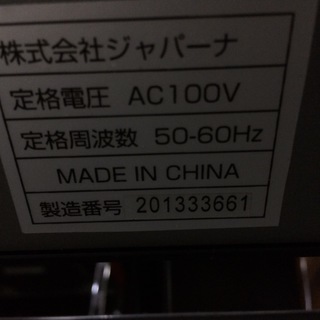 株式会社ジャバーナ
定格電圧 AC100V
定格周波数 50-60Hz
MADE IN CHINA
製造番号 201333661